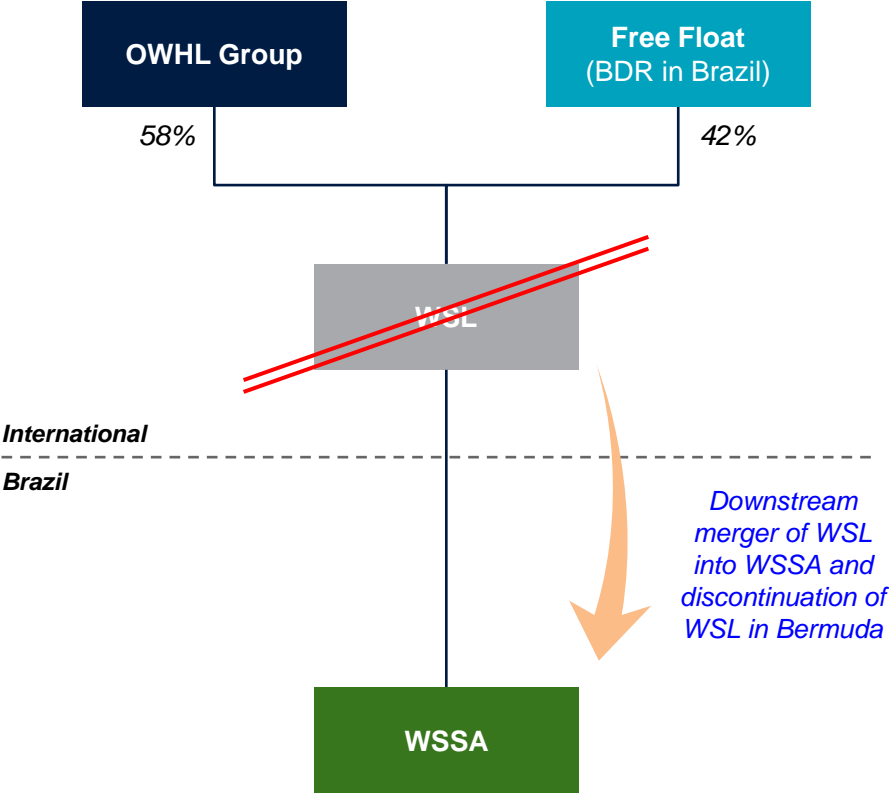 OWHL Group
Free Float
(BDR in Brazil)
58%
42%
WSL
International
Brazil
Downstream
merger of WSL
into WSSA and
discontinuation of
WSL in Bermuda
WSSA